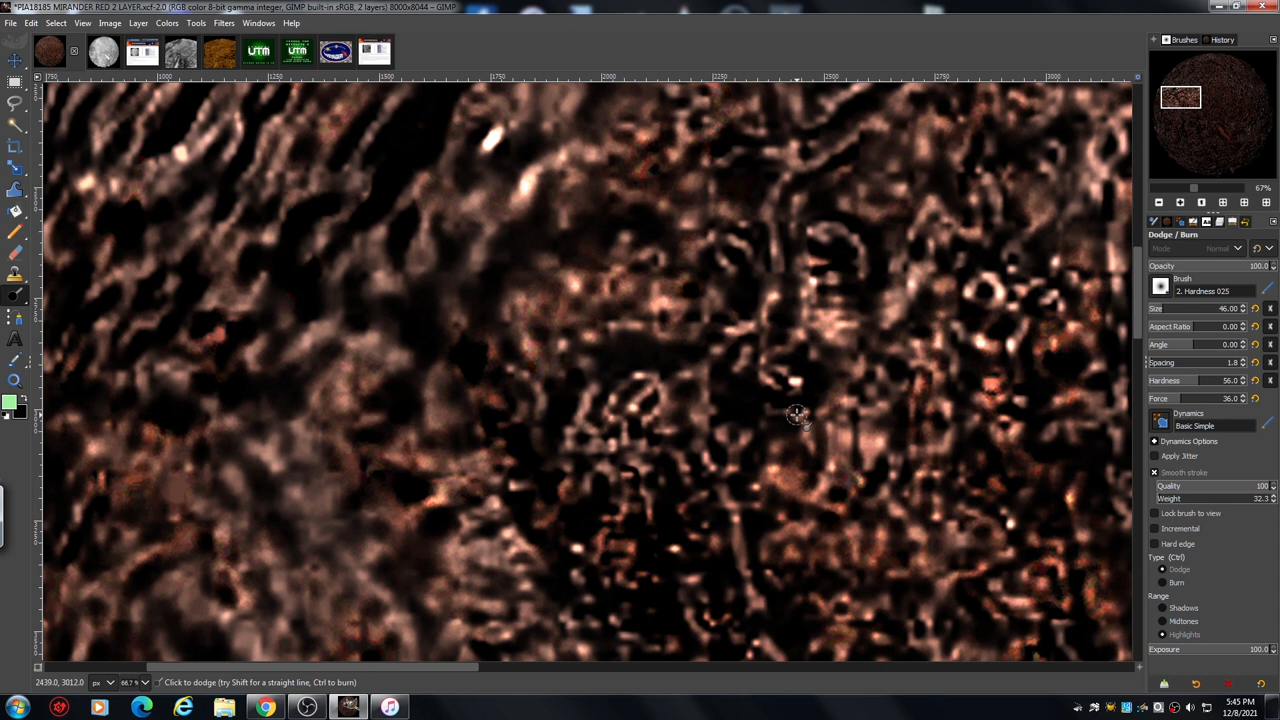 *PIA18185 MIRANDER RED 2 LAYER.xcf-2.0 (RGB color 8-bit gamma integer, GIMP built-in sRGB, 2 layers) 8000x8044 – GIMP
File Edit Select View Image Layer Colors Tools Filters Windows Help
UTM
UTM
Brushes History
750 1000 1250 1500 1750 2000 2250 2500 2750 3000
67%
Dodge / Burn
Mode Normal
Opacity 100.0
Brush
2. Hardness 025
Size 46.00
Aspect Ratio 0.00
Angle 0.00
Spacing 1.8
Hardness 56.0
Force 36.0
Dynamics
Basic Simple
Dynamics Options
Apply Jitter
Smooth stroke
Quality 100
Weight 32.3
Lock brush to view
Incremental
Hard edge
Type (Ctrl)
Dodge
Burn
Range
Shadows
Midtones
Highlights
Exposure 100.0
2439.0, 3012.0 px 66.7 % Click to dodge (try Shift for a straight line, Ctrl to burn)
5:45 PM
12/8/2021